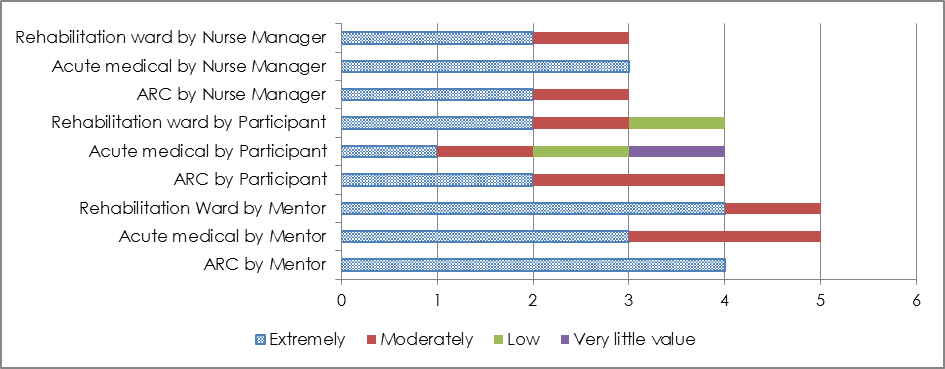 Rehabilitation ward by Nurse Manager
Acute medical by Nurse Manager
ARC by Nurse Manager
Rehabilitation ward by Participant
Acute medical by Participant
ARC by Participant
Rehabilitation Ward by Mentor
Acute medical by Mentor
ARC by Mentor
0 1 2 3 4 5 6
Extremely Moderately Low Very little value